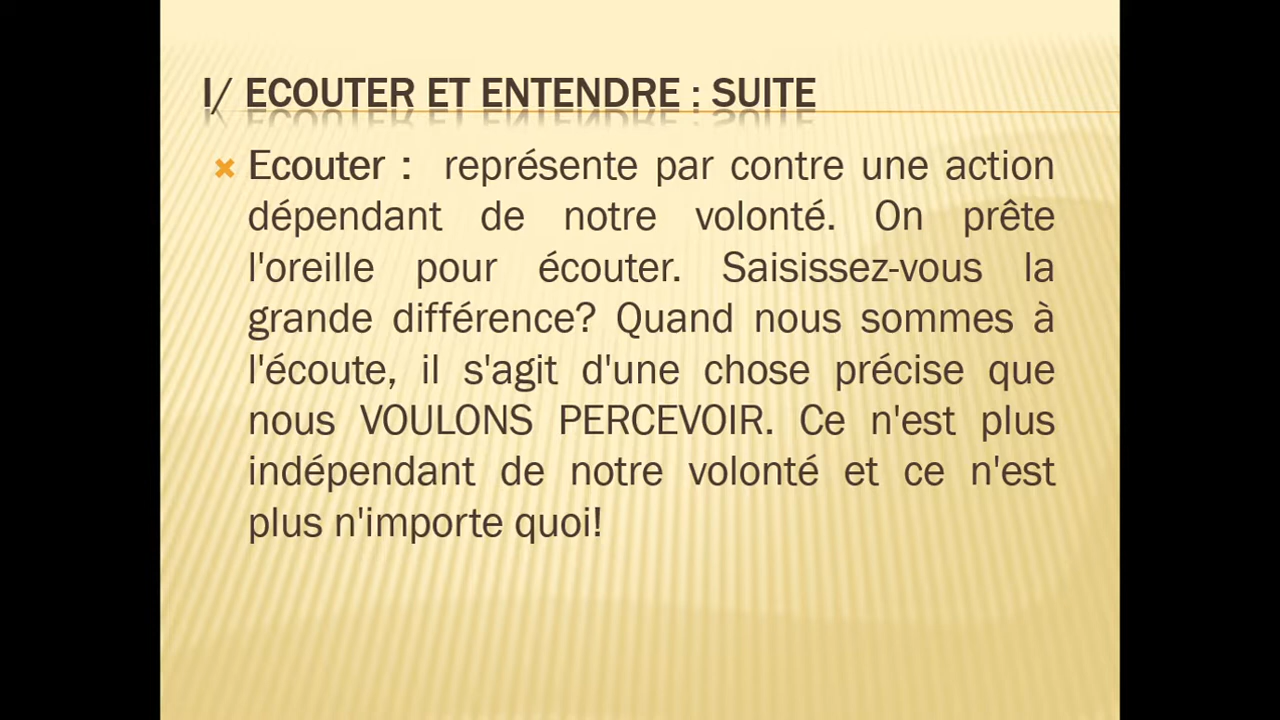 I/ ECOUTER ET ENTENDRE : SUITE
Ecouter : représente par contre une action
dépendant de notre volonté. On prête
l'oreille pour écouter. Saisissez-vous la
grande différence? Quand nous sommes à
l'écoute, il s'agit d'une chose précise que
nous VOULONS PERCEVOIR. Ce n'est plus
indépendant de notre volonté et ce n'est
plus n'importe quoi!